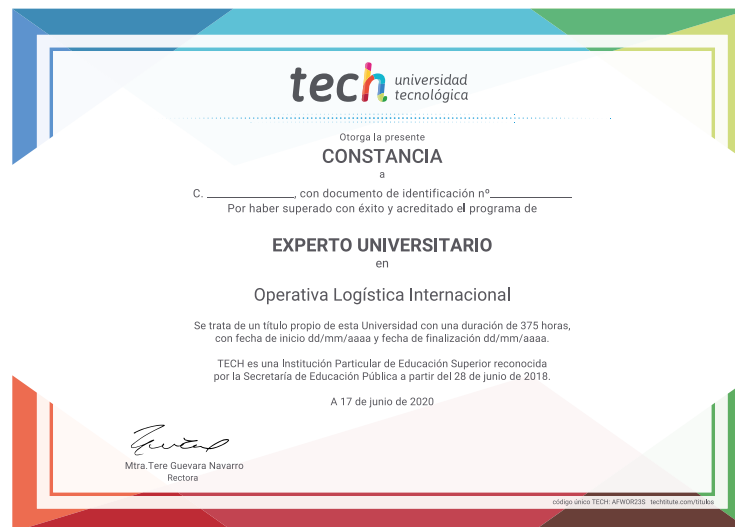 tech universidad
tecnológica
Otorga la presente
CONSTANCIA
a
C. ________________, con documento de identificación nº______________
Por haber superado con éxito y acreditado el programa de
EXPERTO UNIVERSITARIO
en
Operativa Logística Internacional
Se trata de un título propio de esta Universidad con una duración de 375 horas,
con fecha de inicio dd/mm/aaaa y fecha de finalización dd/mm/aaaa.
TECH es una Institución Particular de Educación Superior reconocida
por la Secretaría de Educación Pública a partir del 28 de junio de 2018.
A 17 de junio de 2020
Mtra.Tere Guevara Navarro
Rectora
código único TECH: AFWOR23S techtitute.com/títulos